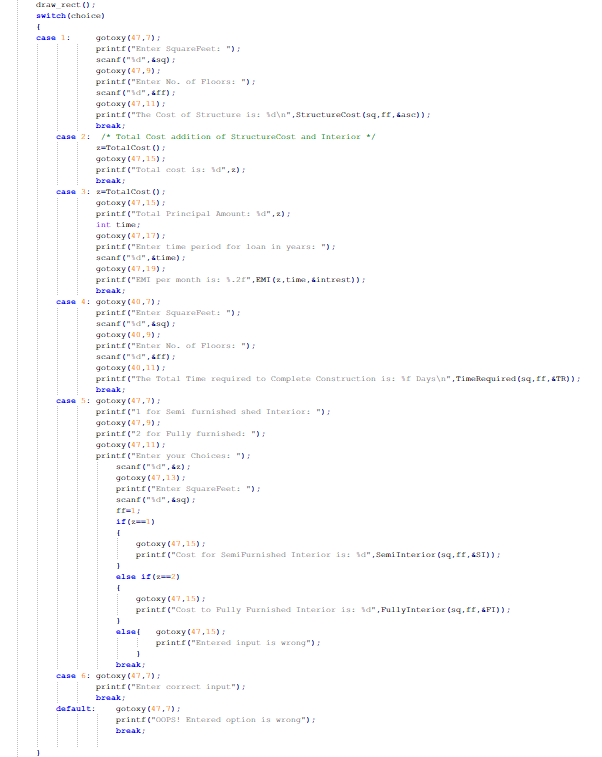 draw_rect();
switch(choice)
{
case 1: gotoxy(47,7);
printf("Enter SquareFeet: ");
scanf("%d",&sq);
gotoxy(47,9);
printf("Enter No. of Floors: ");
scanf("%d",&ff);
gotoxy(47,11);
printf("The Cost of Structure is: %d\n",StructureCost(sq,ff,&asc));
break;
case 2: /* Total Cost addition of StructureCost and Interior */
z=TotalCost();
gotoxy(47,15);
printf("Total cost is: %d",z);
break;
case 3: z=TotalCost();
gotoxy(47,15);
printf("Total Principal Amount: %d",z);
int time;
gotoxy(47,17);
printf("Enter time period for loan in years: ");
scanf("%d",&time);
gotoxy(47,19);
printf("EMI per month is: %.2f",EMI(z,time,&intrest));
break;
case 4: gotoxy(40,7);
printf("Enter SquareFeet: ");
scanf("%d",&sq);
gotoxy(40,9);
printf("Enter No. of Floors: ");
scanf("%d",&ff);
gotoxy(40,11);
printf("The Total Time required to Complete Construction is: %f Days\n",TimeRequired(sq,ff,&TR));
break;
case 5: gotoxy(47,7);
printf("1 for Semi furnished shed Interior: ");
gotoxy(47,9);
printf("2 for Fully furnished: ");
gotoxy(47,11);
printf("Enter your Choices: ");
scanf("%d",&z);
gotoxy(47,13);
printf("Enter SquareFeet: ");
scanf("%d",&sq);
ff=1;
if(z==1)
{
gotoxy(47,15);
printf("Cost for SemiFurnished Interior is: %d",SemiInterior(sq,ff,&SI));
}
else if(z==2)
{
gotoxy(47,15);
printf("Cost to Fully Furnished Interior is: %d",FullyInterior(sq,ff,&FI));
}
else{ gotoxy(47,15);
printf("Entered input is wrong");
}
break;
case 6: gotoxy(47,7);
printf("Enter correct input");
break;
default: gotoxy(47,7);
printf("OOPS! Entered option is wrong");
break;
}